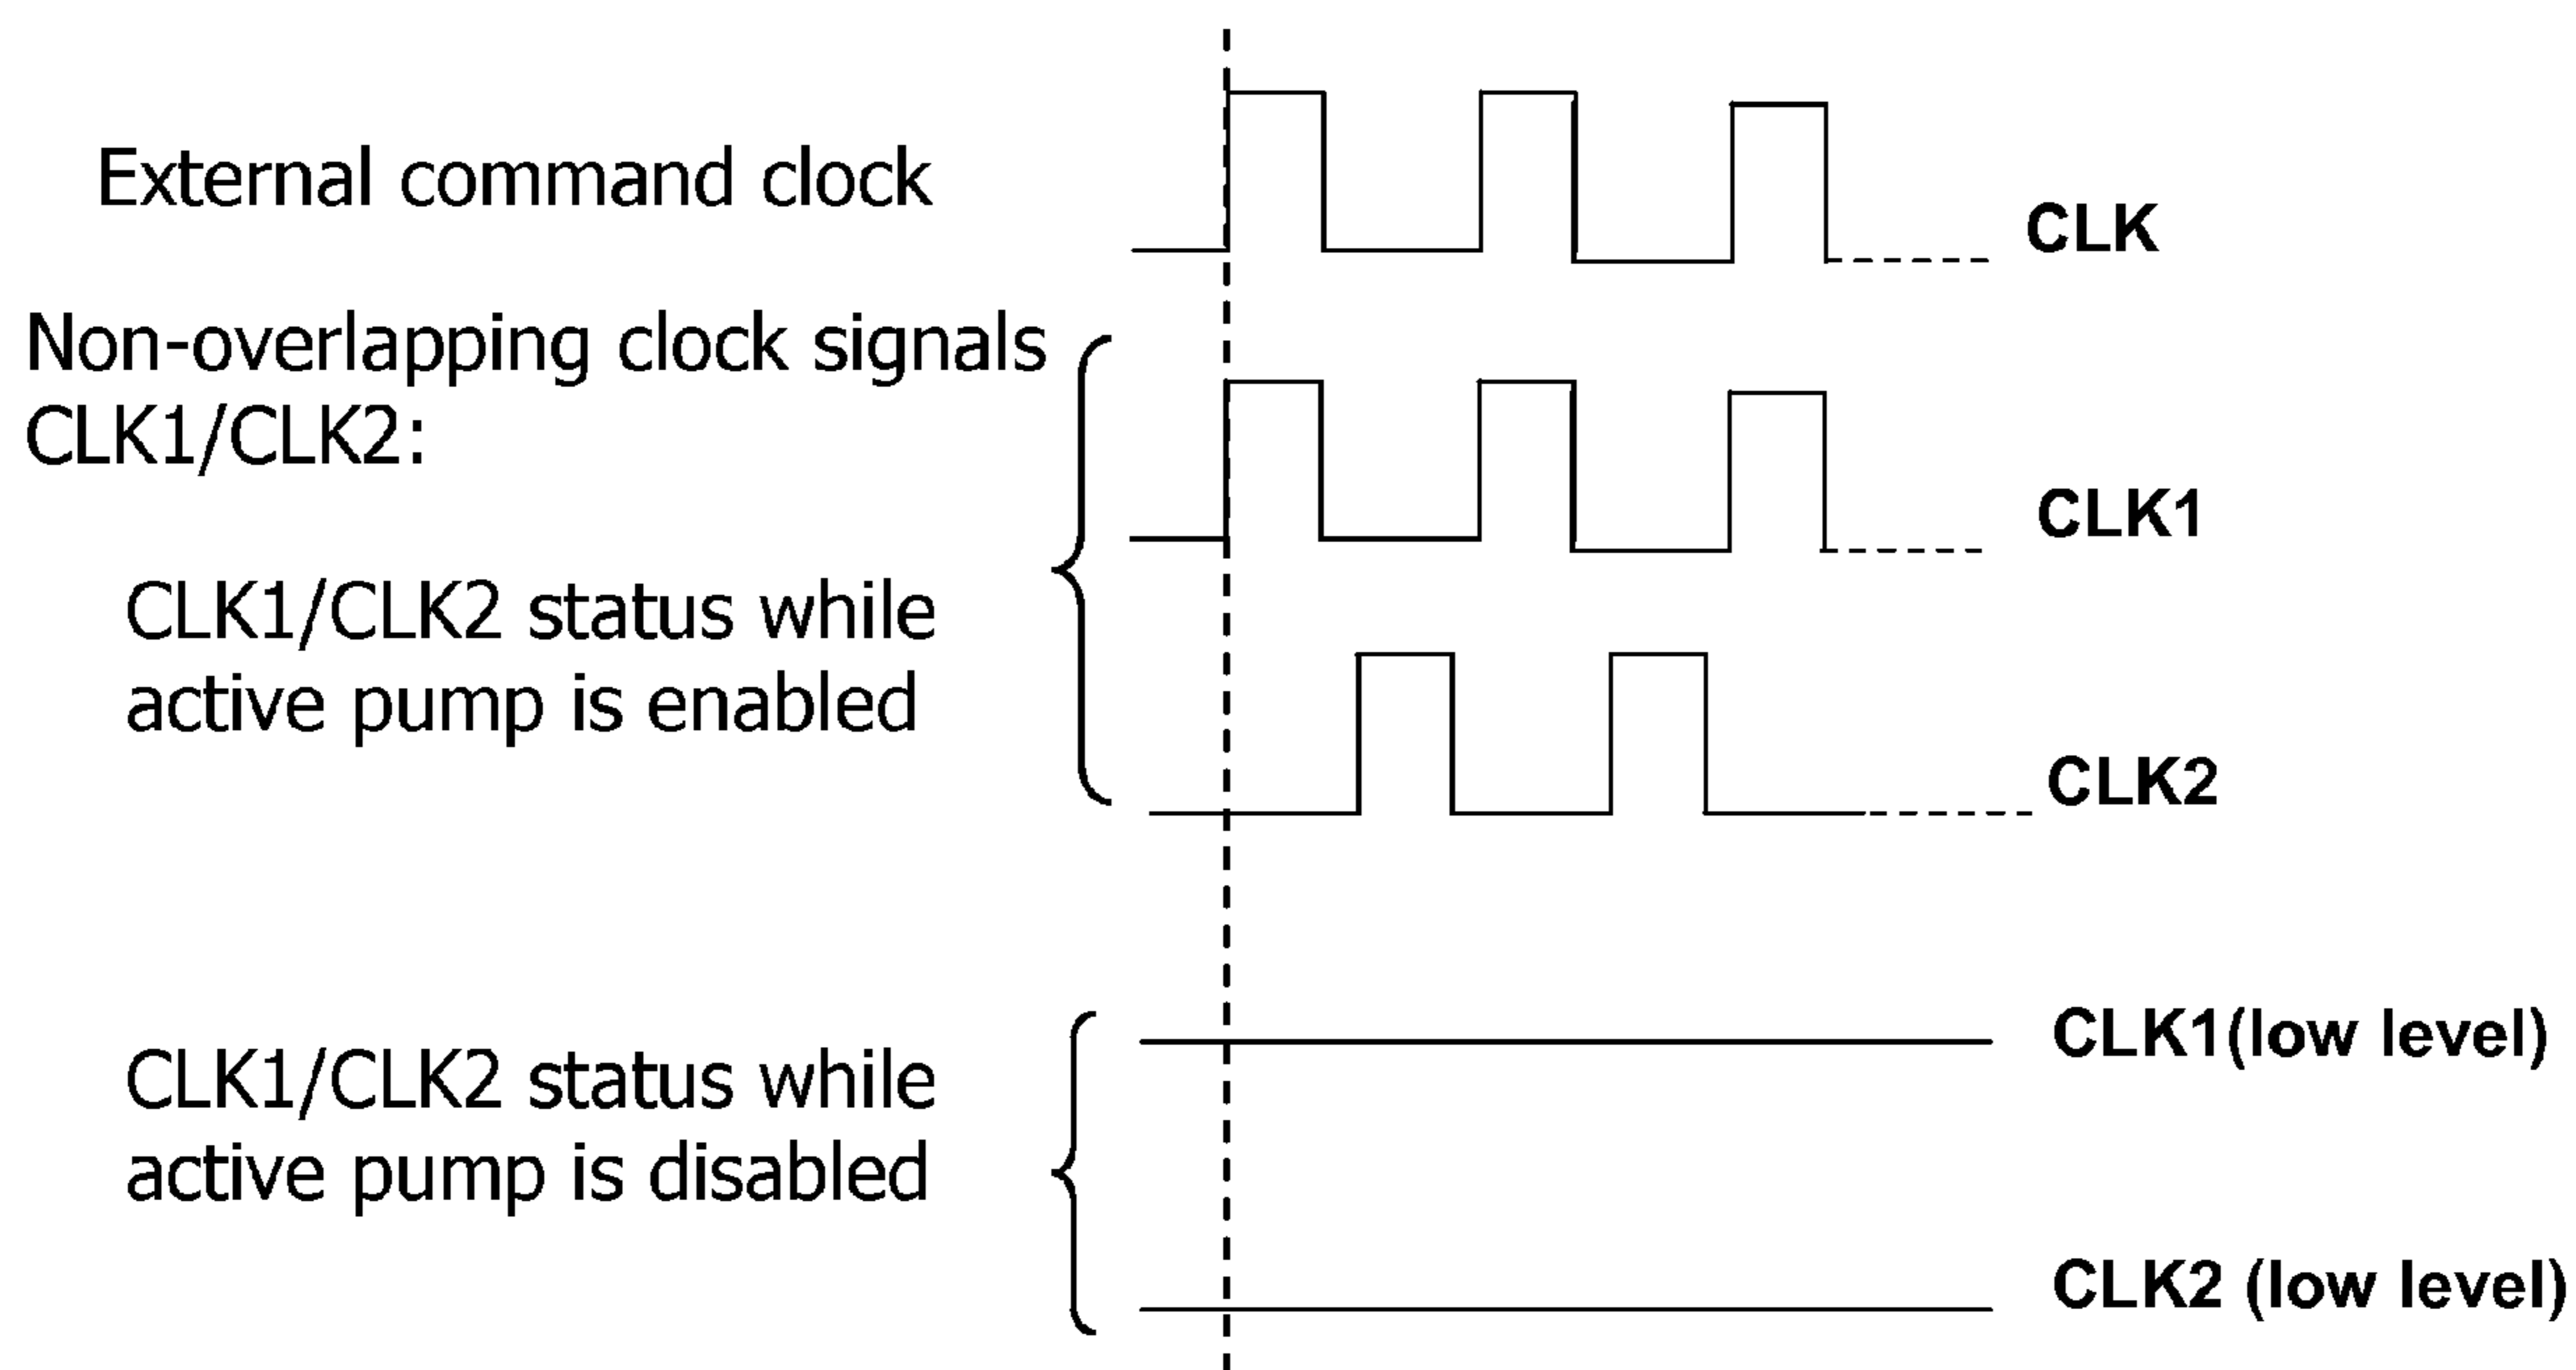 External command clock
CLK
Non-overlapping clock signals
CLK1/CLK2:
CLK1
CLK1/CLK2 status while
active pump is enabled
CLK2
CLK1(low level)
CLK1/CLK2 status while
active pump is disabled
CLK2 (low level)